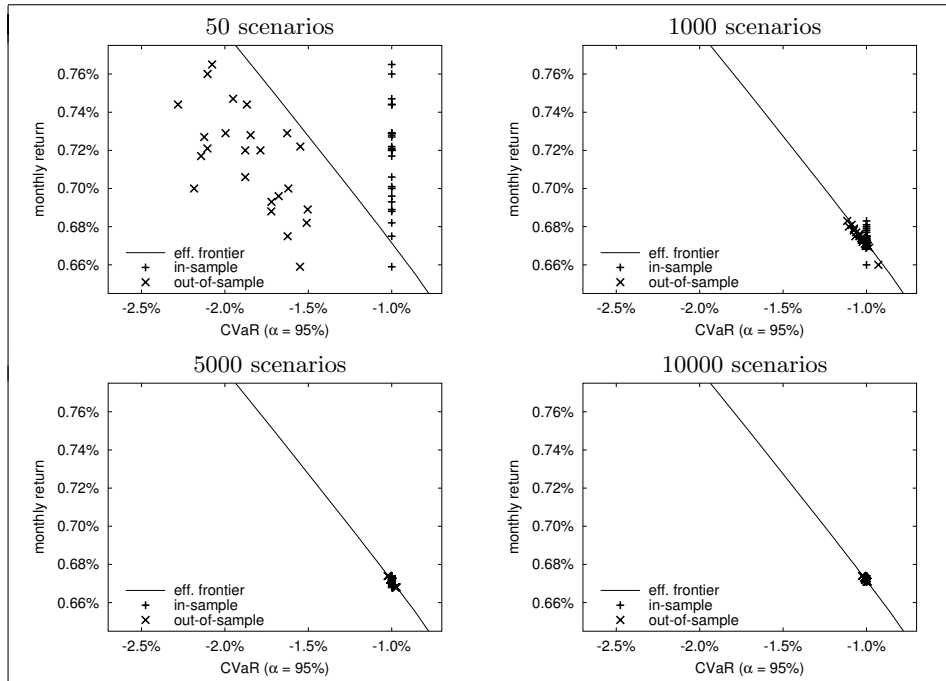 50 scenarios
monthly return
0.76%
0.74%
0.72%
0.70%
0.68%
0.66%
eff. frontier
in-sample
out-of-sample
-2.5% -2.0% -1.5% -1.0%
CVaR (α = 95%)
1000 scenarios
monthly return
0.76%
0.74%
0.72%
0.70%
0.68%
0.66%
eff. frontier
in-sample
out-of-sample
-2.5% -2.0% -1.5% -1.0%
CVaR (α = 95%)
5000 scenarios
monthly return
0.76%
0.74%
0.72%
0.70%
0.68%
0.66%
eff. frontier
in-sample
out-of-sample
-2.5% -2.0% -1.5% -1.0%
CVaR (α = 95%)
10000 scenarios
monthly return
0.76%
0.74%
0.72%
0.70%
0.68%
0.66%
eff. frontier
in-sample
out-of-sample
-2.5% -2.0% -1.5% -1.0%
CVaR (α = 95%)